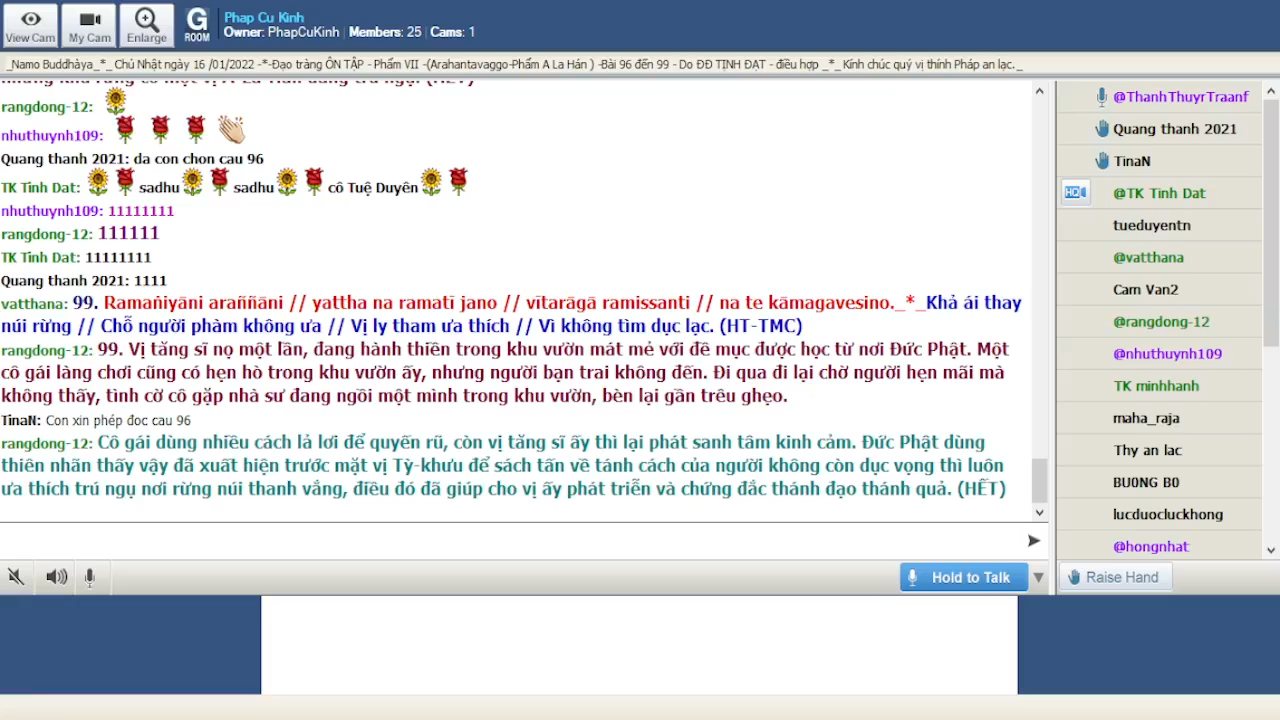 View Cam
My Cam
Enlarge
G
ROOM
Phap Cu Kinh
Owner: PhapCuKinh | Members: 25 | Cams: 1
_Namo Buddhàya_*_ Chủ Nhật ngày 16 /01/2022 -*-Đạo tràng ÔN TẬP - Phẩm VII -(Arahantavaggo-Phẩm A La Hán ) -Bài 96 đến 99 - Do ĐĐ TỊNH ĐẠT - điều hợp _*_ Kính chúc quý vị thính Pháp an lạc._
rangdong-12:
nhuthuynh109:
Quang thanh 2021: da con chon cau 96
TK Tinh Dat: sadhu sadhu cô Tuệ Duyên
nhuthuynh109: 11111111
rangdong-12: 111111
TK Tinh Dat: 11111111
Quang thanh 2021: 1111
vatthana: 99. Ramaṅiyāni araññāni // yattha na ramatī jano // vītarāgā ramissanti // na te kāmagavesino._*_Khả ái thay
núi rừng // Chỗ người phàm không ưa // Vị ly tham ưa thích // Vì không tìm dục lạc. (HT-TMC)
rangdong-12: 99. Vị tăng sĩ nọ một lần, đang hành thiền trong khu vườn mát mẻ với đề mục được học từ nơi Đức Phật. Một
cô gái làng chơi cũng có hẹn hò trong khu vườn ấy, nhưng người bạn trai không đến. Đi qua đi lại chờ người hẹn mãi mà
không thấy, tình cờ cô gặp nhà sư đang ngồi một mình trong khu vườn, bèn lại gần trêu ghẹo.
TinaN: Con xin phép đoc cau 96
rangdong-12: Cô gái dùng nhiều cách lả lơi để quyến rũ, còn vị tăng sĩ ấy thì lại phát sanh tâm kinh cảm. Đức Phật dùng
thiên nhãn thấy vậy đã xuất hiện trước mặt vị Tỳ-khưu để sách tấn về tánh cách của người không còn dục vọng thì luôn
ưa thích trú ngụ nơi rừng núi thanh vắng, điều đó đã giúp cho vị ấy phát triển và chứng đắc thánh đạo thánh quả. (HẾT)
Hold to Talk
@ThanhThuyrTraanf
Quang thanh 2021
TinaN
HD
@TK Tinh Dat
tueduyentn
@vatthana
Cam Van2
@rangdong-12
@nhuthuynh109
TK minhhanh
maha_raja
Thy an lac
BU0NG B0
lucduocluckhong
@hongnhat
Raise Hand